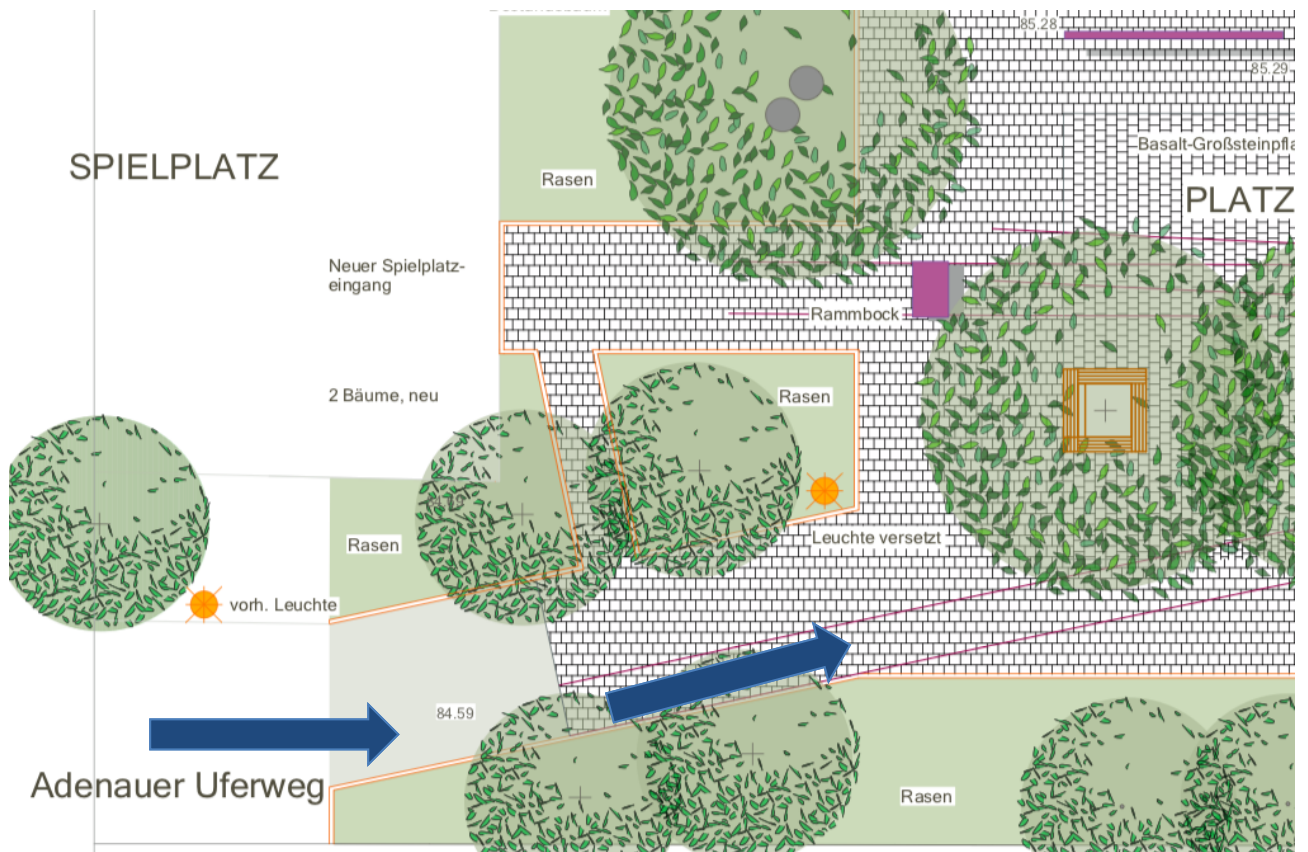 85.28
85.29
Basalt-Großsteinpfla
SPIELPLATZ
Rasen
PLATZ
Neuer Spielplatz-
eingang
Rammbock
2 Bäume, neu
Rasen
Rasen
Leuchte versetzt
vorh. Leuchte
84.59
Adenauer Uferweg
Rasen